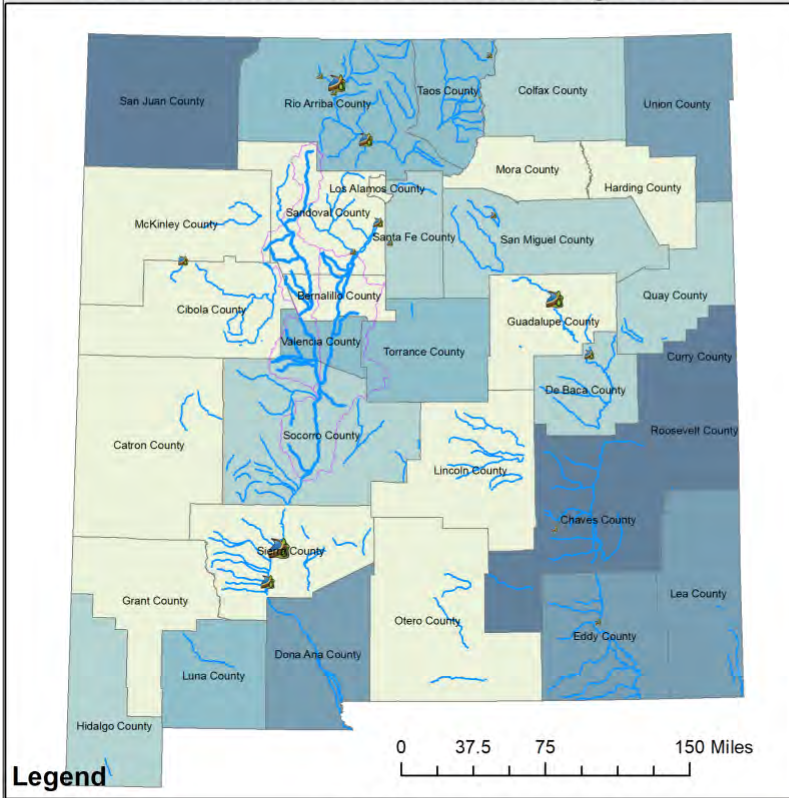 San Juan County
Rio Arriba County
Taos County
Colfax County
Union County
Mora County
Harding County
Los Alamos County
McKinley County
Sandoval County
Santa Fe County
San Miguel County
Quay County
Bernalillo County
Cibola County
Guadalupe County
Valencia County
Torrance County
Curry County
De Baca County
Roosevelt County
Socorro County
Catron County
Lincoln County
Chaves County
Sierra County
Grant County
Otero County
Lea County
Eddy County
Dona Ana County
Luna County
Hidalgo County
0 37.5 75 150 Miles
Legend